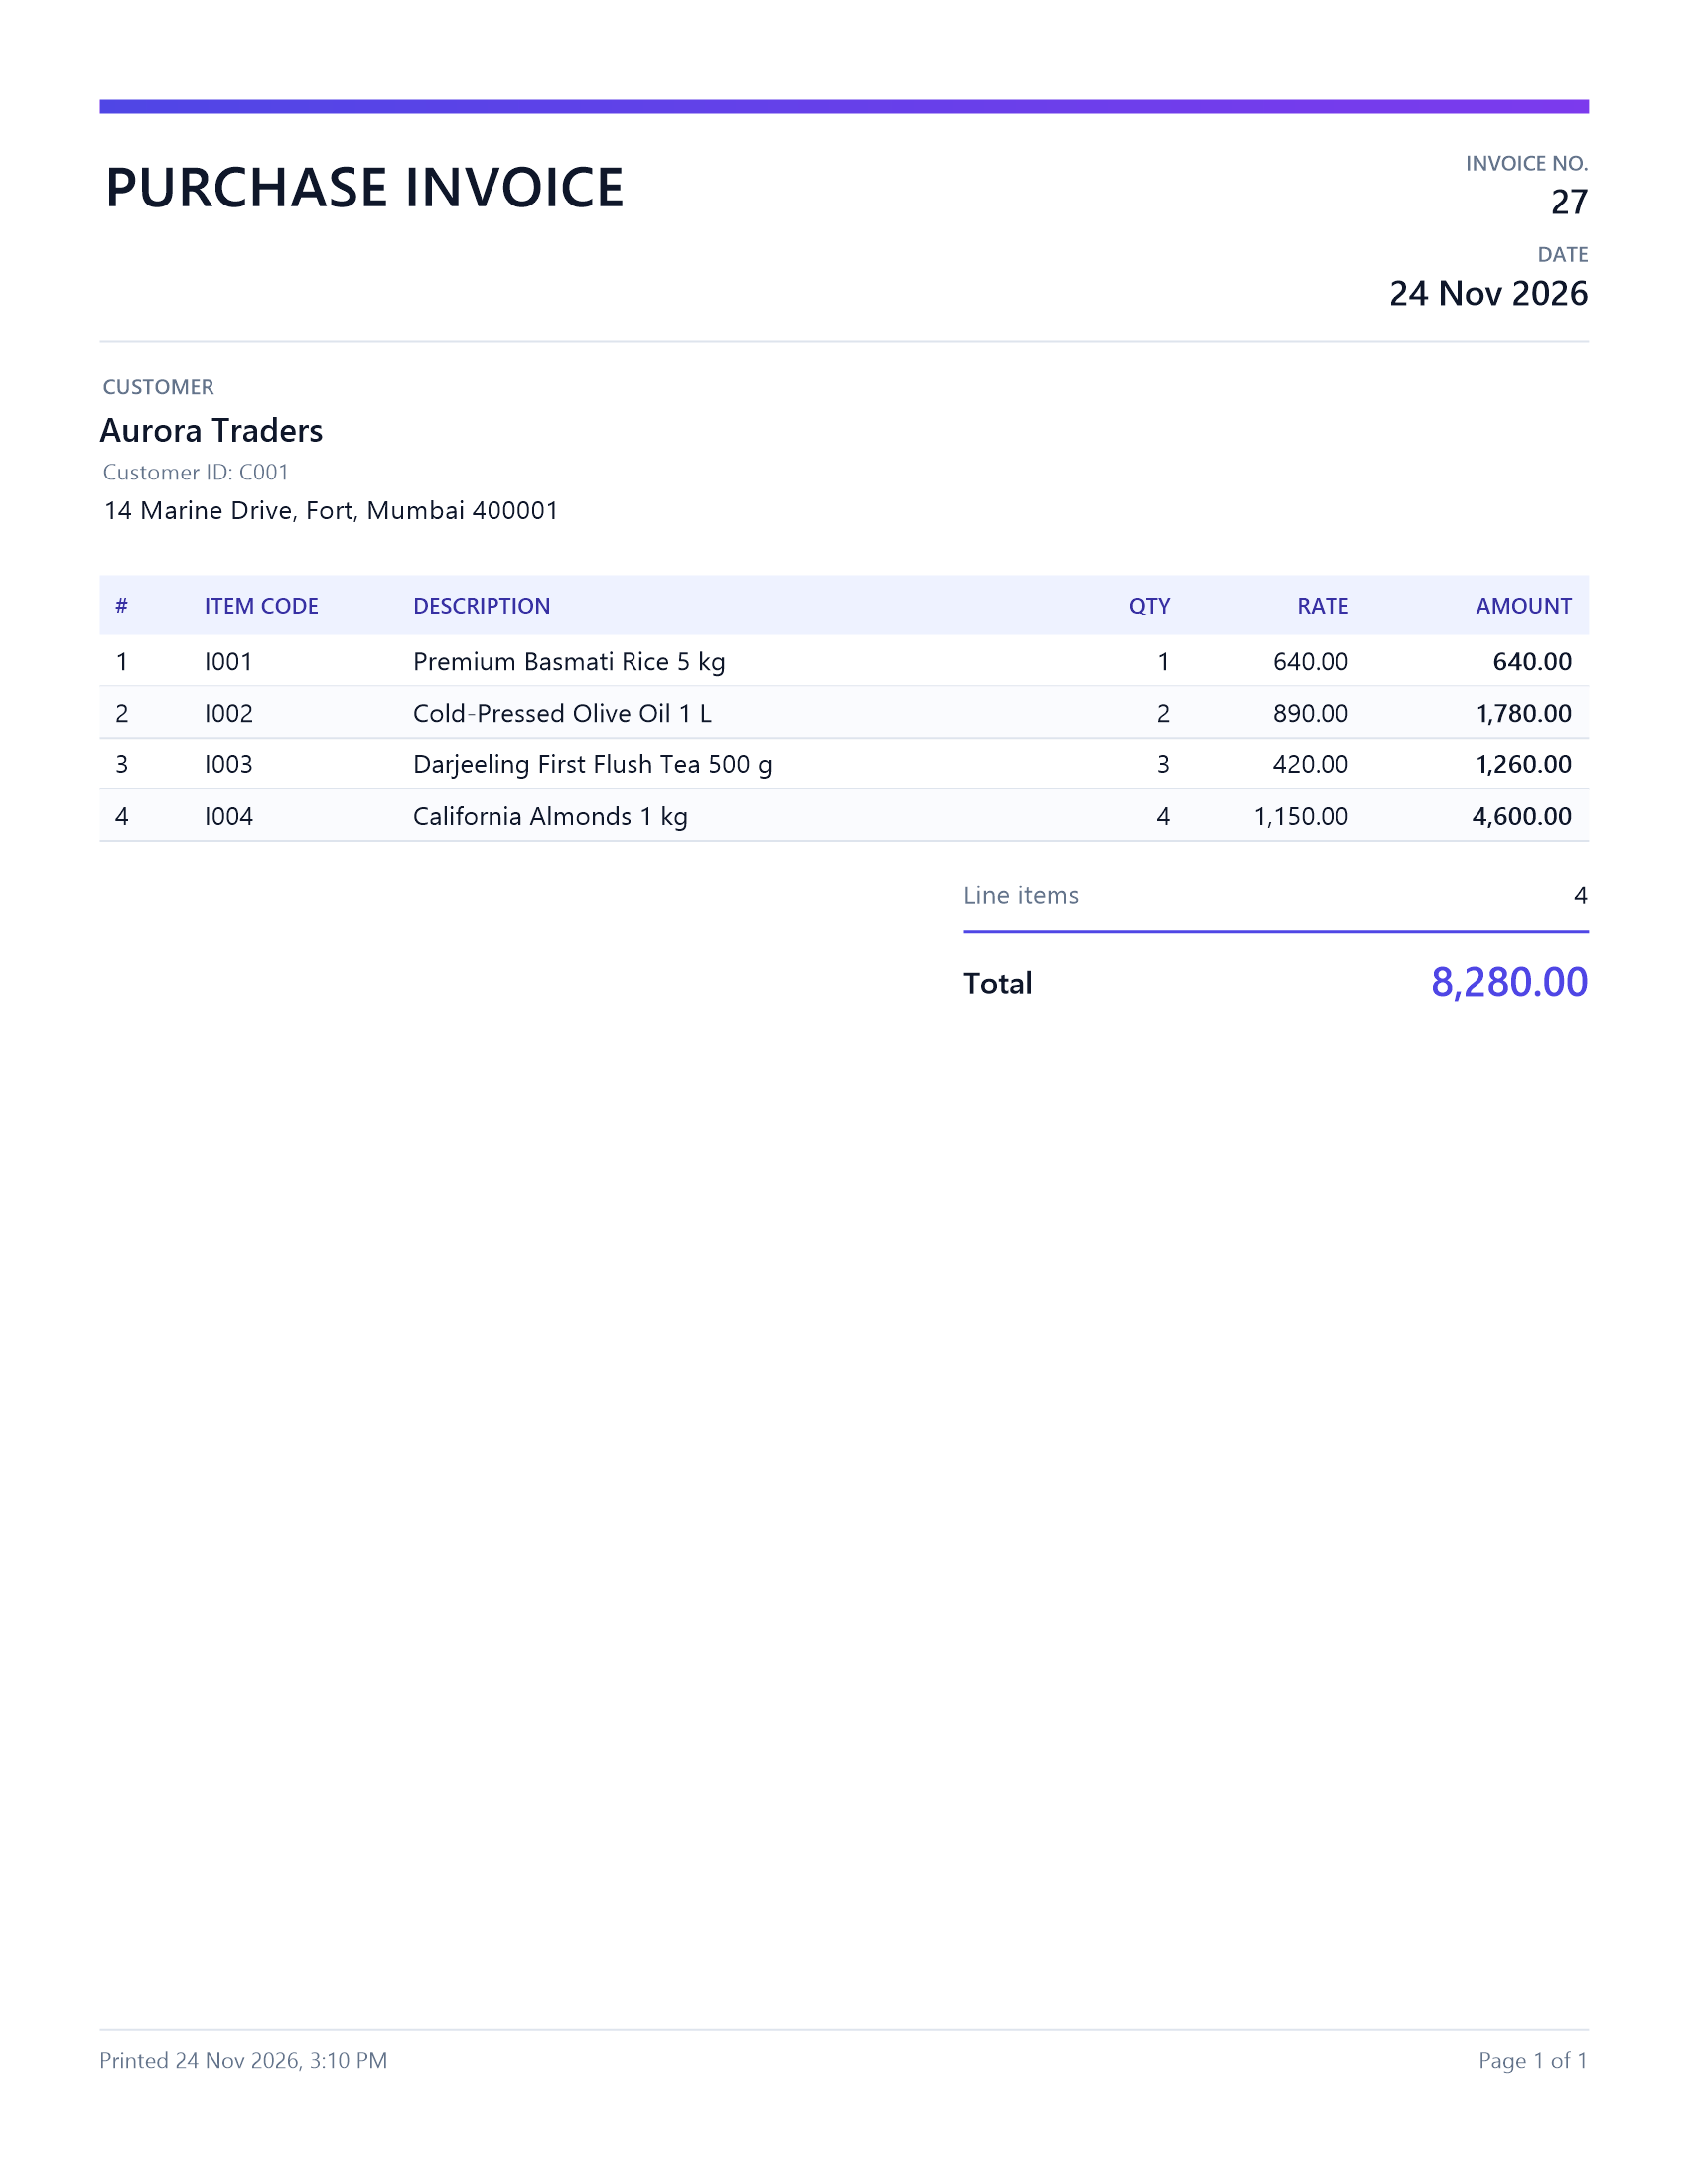 PURCHASE INVOICE
INVOICE NO.
27
DATE
24 Nov 2026
CUSTOMER
Aurora Traders
Customer ID: C001
14 Marine Drive, Fort, Mumbai 400001
# ITEM CODE DESCRIPTION QTY RATE AMOUNT
1 I001 Premium Basmati Rice 5 kg 1 640.00 640.00
2 I002 Cold-Pressed Olive Oil 1 L 2 890.00 1,780.00
3 I003 Darjeeling First Flush Tea 500 g 3 420.00 1,260.00
4 I004 California Almonds 1 kg 4 1,150.00 4,600.00
Line items 4
Total 8,280.00
Printed 24 Nov 2026, 3:10 PM Page 1 of 1